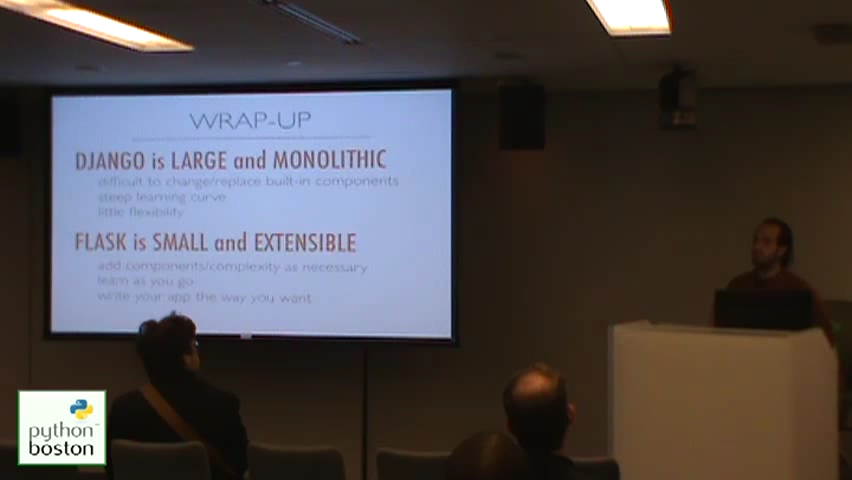 WRAP-UP
DJANGO is LARGE and MONOLITHIC
difficult to change/replace built-in components
steep learning curve
little flexibility
FLASK is SMALL and EXTENSIBLE
add components/complexity as necessary
learn as you go
write your app the way you want
python™
boston